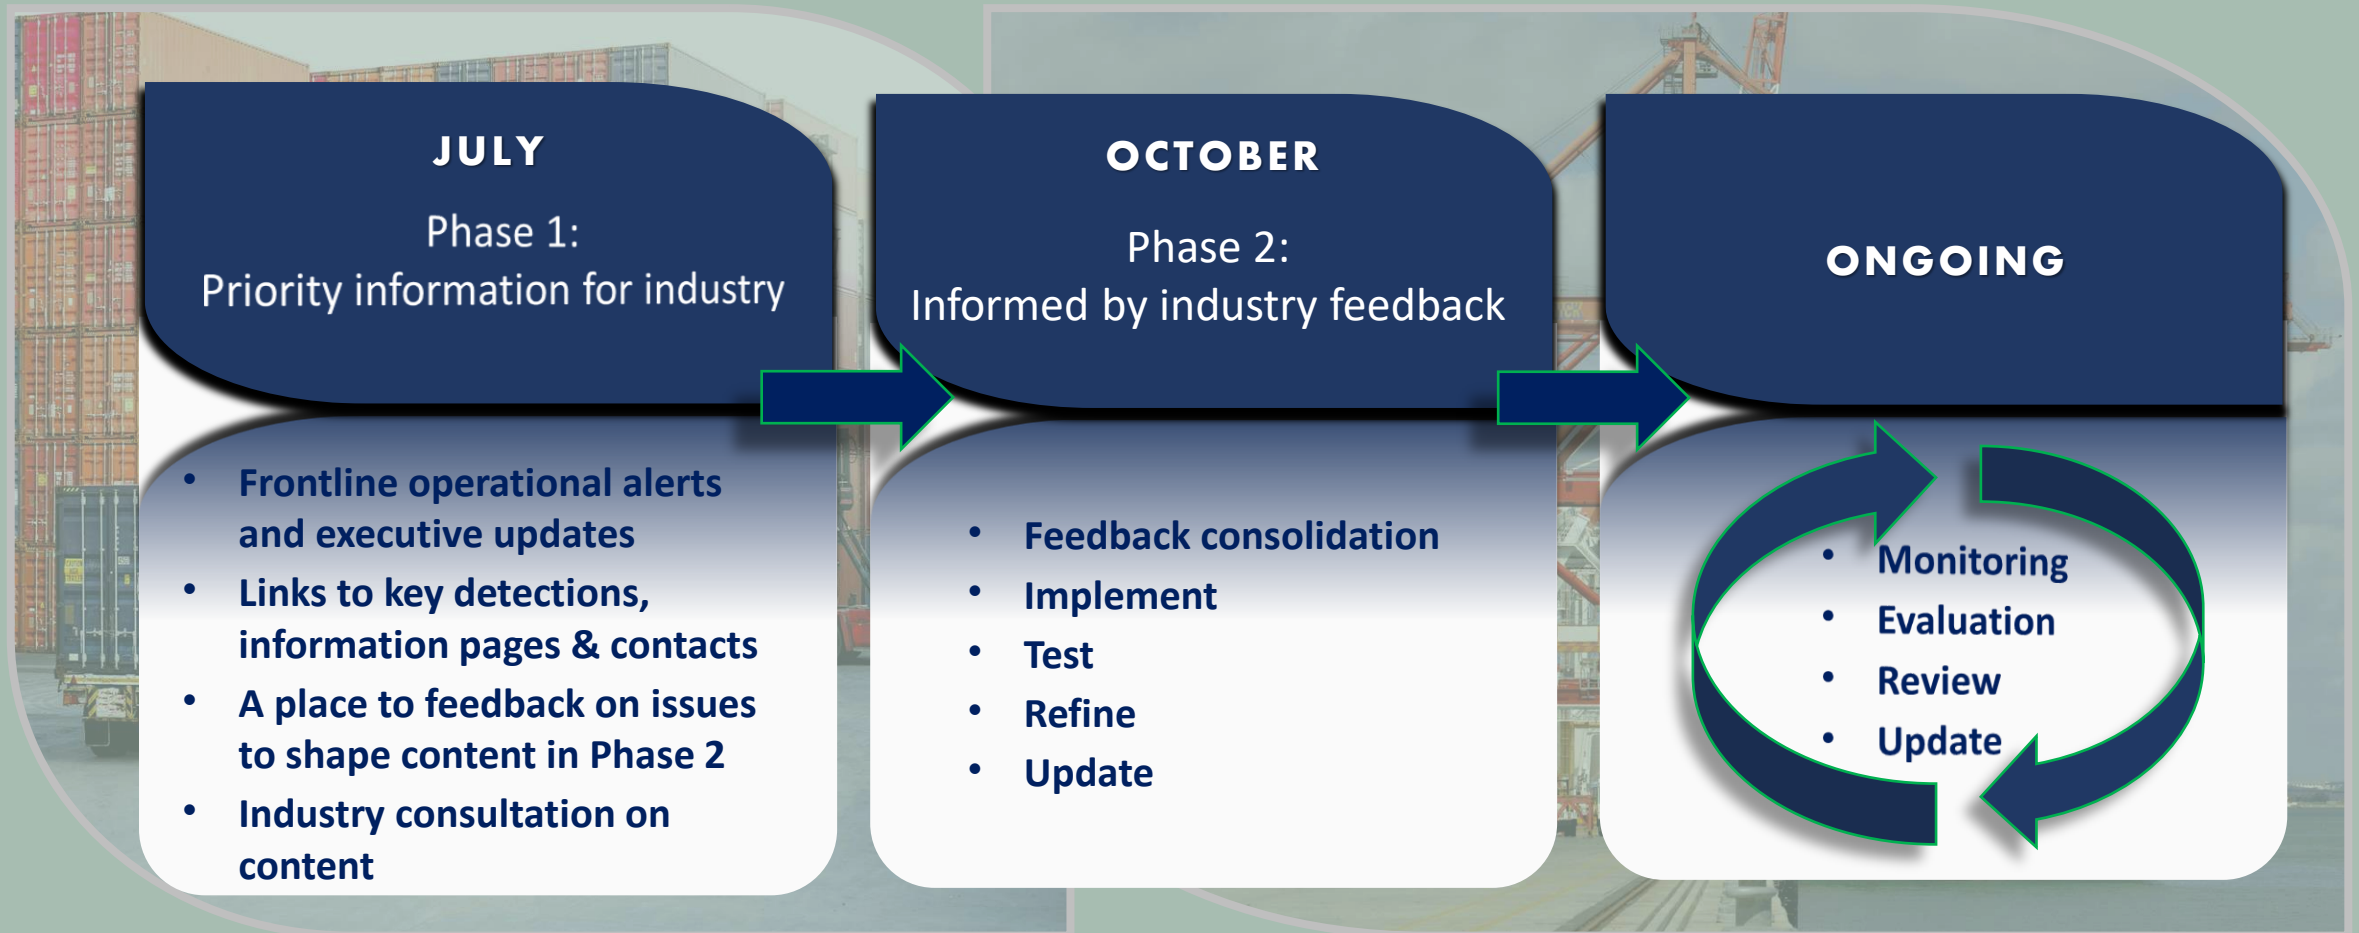 JULY
Phase 1:
Priority information for industry
• Frontline operational alerts
and executive updates
• Links to key detections,
information pages & contacts
• A place to feedback on issues
to shape content in Phase 2
• Industry consultation on
content
OCTOBER
Phase 2:
Informed by industry feedback
• Feedback consolidation
• Implement
• Test
• Refine
• Update
ONGOING
• Monitoring
• Evaluation
• Review
• Update